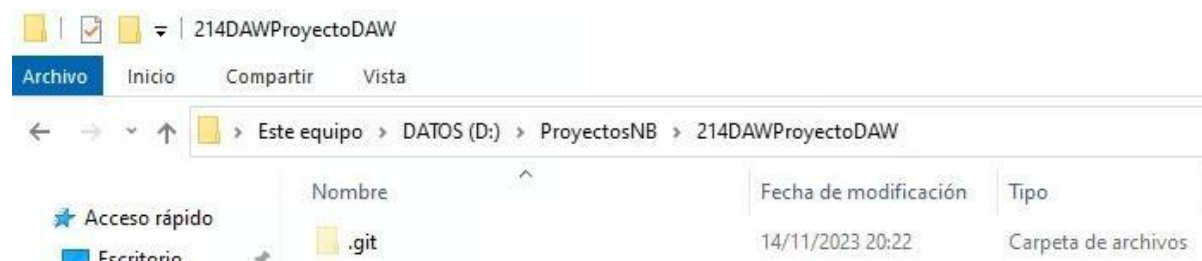 214DAWProyectoDAW
Archivo Inicio Compartir Vista
Este equipo > DATOS (D:) > ProyectosNB > 214DAWProyectoDAW
Nombre Fecha de modificación Tipo
Acceso rápido
.git 14/11/2023 20:22 Carpeta de archivos
Escritorio